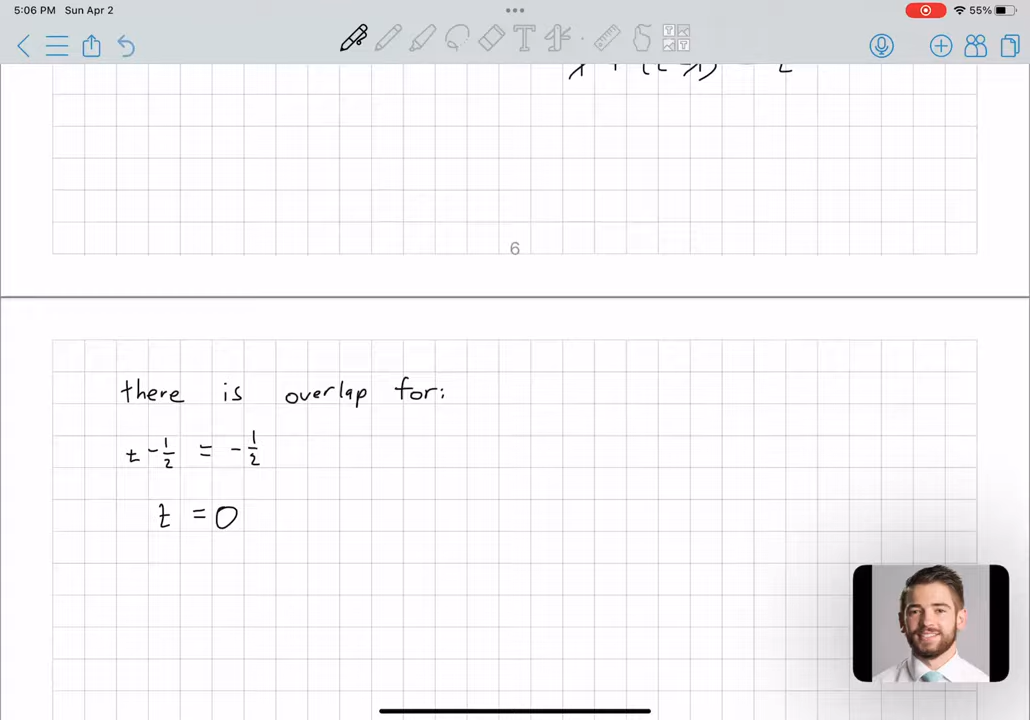 5:06 PM Sun Apr 2
55%
6
there is overlap for:
t - 1/2 = - 1/2
t = 0